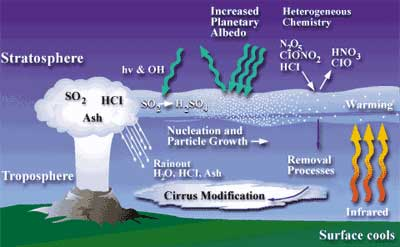 Increased
Planetary
Albedo
Heterogeneous
Chemistry
Stratosphere
hν & OH
N₂O₅
ClONO₂
HCl
HNO₃
ClO
SO₂ HCl
Ash
SO₂ → H₂SO₄
Warming
Nucleation and
Particle Growth →
Rainout
H₂O, HCl, Ash
Removal
Processes
Troposphere
Cirrus Modification
Infrared
Surface cools